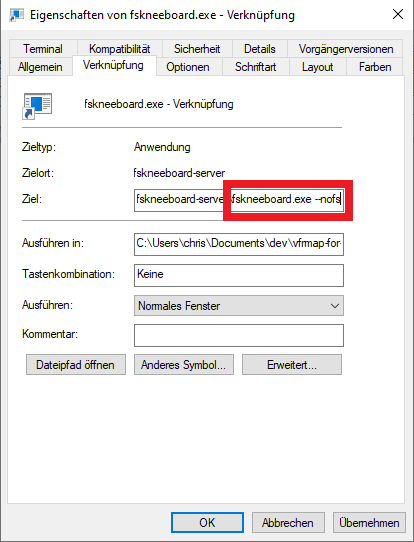 Eigenschaften von fskneeboard.exe - Verknüpfung
Terminal Kompatibilität Sicherheit Details Vorgängerversionen
Allgemein Verknüpfung Optionen Schriftart Layout Farben
fskneeboard.exe - Verknüpfung
Zieltyp: Anwendung
Zielort: fskneeboard-server
Ziel: fskneeboard-server\fskneeboard.exe --nofs
Ausführen in: C:\Users\chris\Documents\dev\vfrmap-for-
Tastenkombination: Keine
Ausführen: Normales Fenster
Kommentar:
Dateipfad öffnen Anderes Symbol... Erweitert...
OK Abbrechen Übernehmen